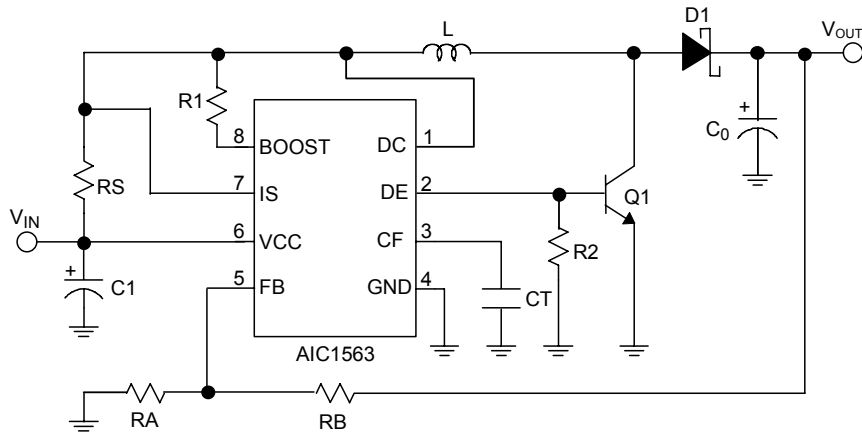 D1
L
VOUT
R1
+
C0
8 BOOST DC 1
RS
7 IS DE 2
Q1
VIN
6 VCC CF 3
R2
+
C1
5 FB GND 4
CT
AIC1563
RA
RB